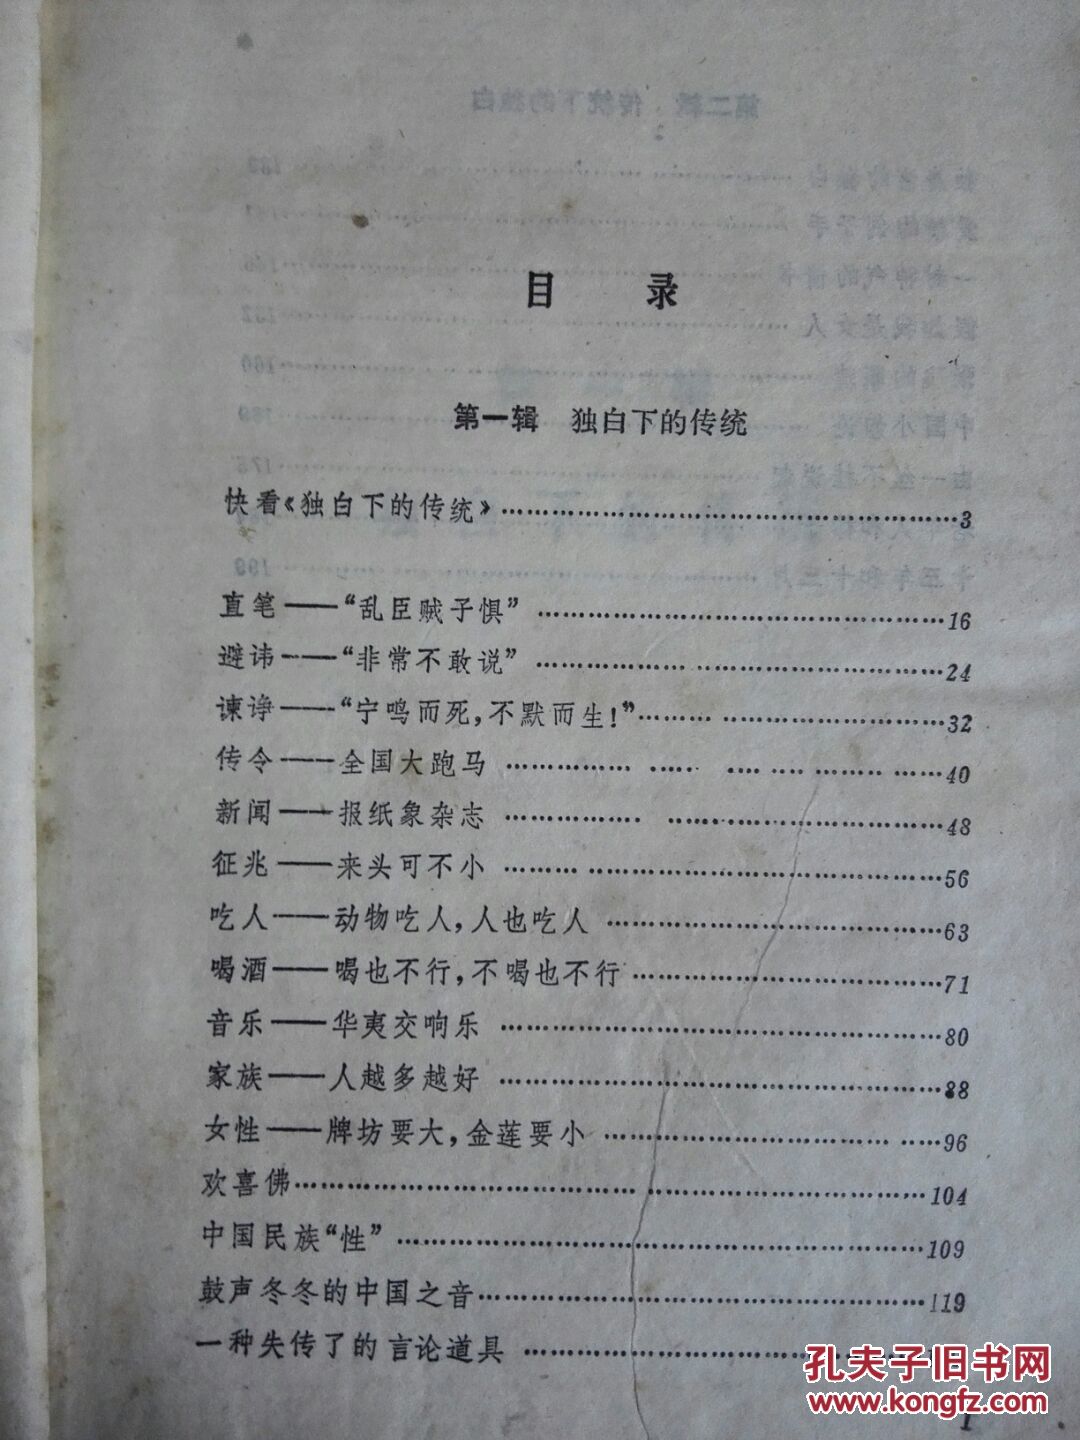 目　录
第一辑　独白下的传统
快看《独白下的传统》……3
直笔——“乱臣贼子惧”……16
避讳——“非常不敢说”……24
谏诤——“宁鸣而死,不默而生!”……32
传令——全国大跑马……40
新闻——报纸象杂志……48
征兆——来头可不小……56
吃人——动物吃人,人也吃人……63
喝酒——喝也不行,不喝也不行……71
音乐——华夷交响乐……80
家族——人越多越好……88
女性——牌坊要大,金莲要小……96
欢喜佛……104
中国民族“性”……109
鼓声冬冬的中国之音……119
一种失传了的言论道具……
孔夫子旧书网
www.kongfz.com
1